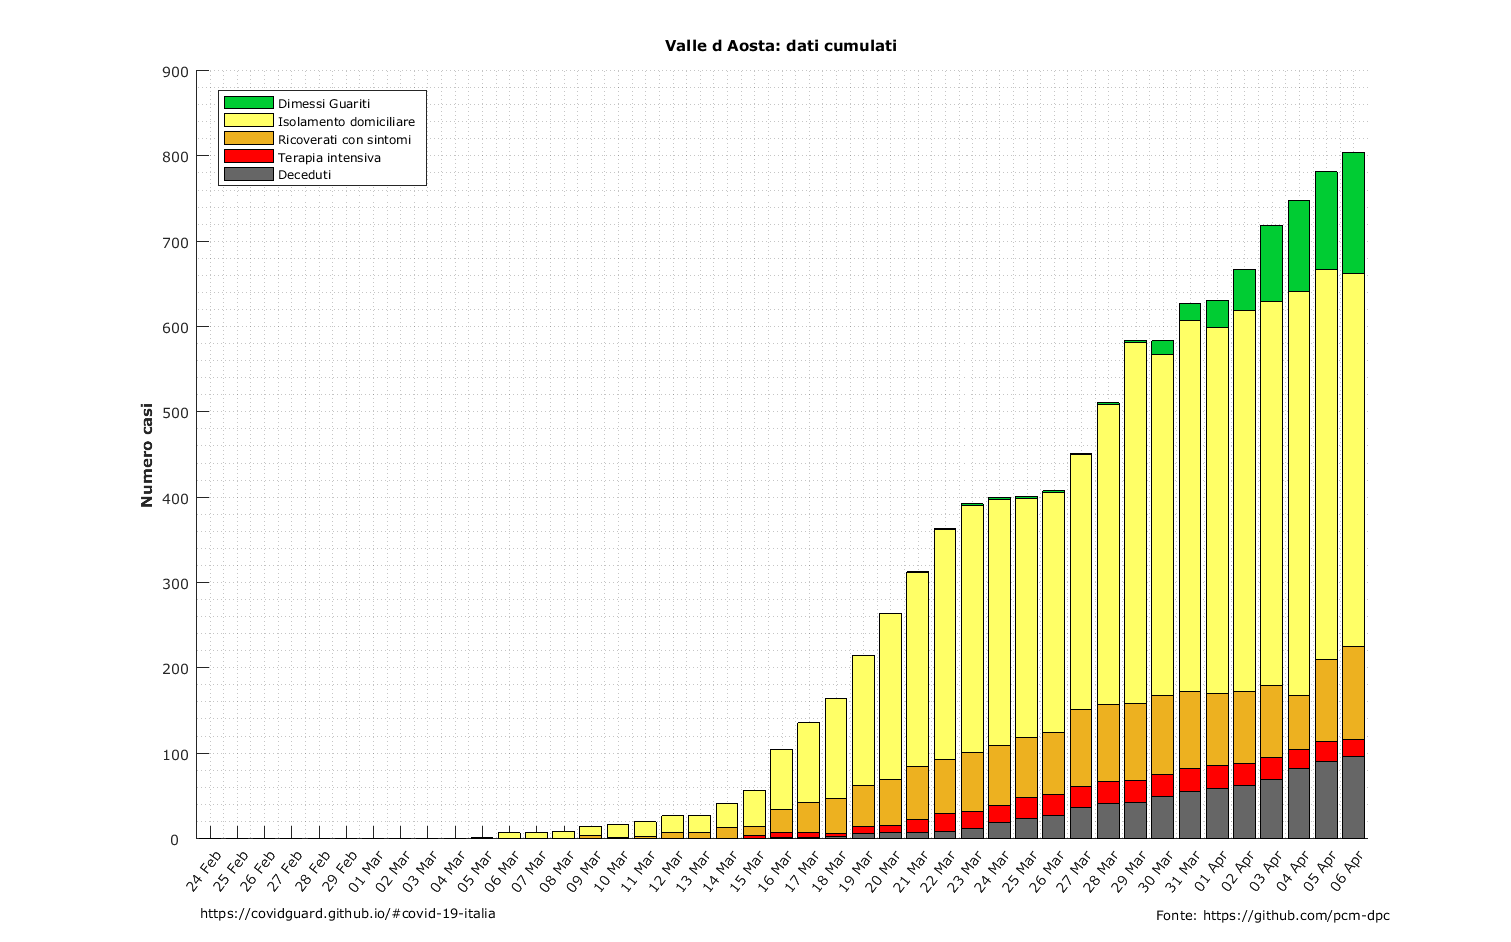 Valle d Aosta: dati cumulati
900
800
700
600
500
400
300
200
100
0
Numero casi
Dimessi Guariti
Isolamento domiciliare
Ricoverati con sintomi
Terapia intensiva
Deceduti
24 Feb
25 Feb
26 Feb
27 Feb
28 Feb
29 Feb
01 Mar
02 Mar
03 Mar
04 Mar
05 Mar
06 Mar
07 Mar
08 Mar
09 Mar
10 Mar
11 Mar
12 Mar
13 Mar
14 Mar
15 Mar
16 Mar
17 Mar
18 Mar
19 Mar
20 Mar
21 Mar
22 Mar
23 Mar
24 Mar
25 Mar
26 Mar
27 Mar
28 Mar
29 Mar
30 Mar
31 Mar
01 Apr
02 Apr
03 Apr
04 Apr
05 Apr
06 Apr
https://covidguard.github.io/#covid-19-italia
Fonte: https://github.com/pcm-dpc